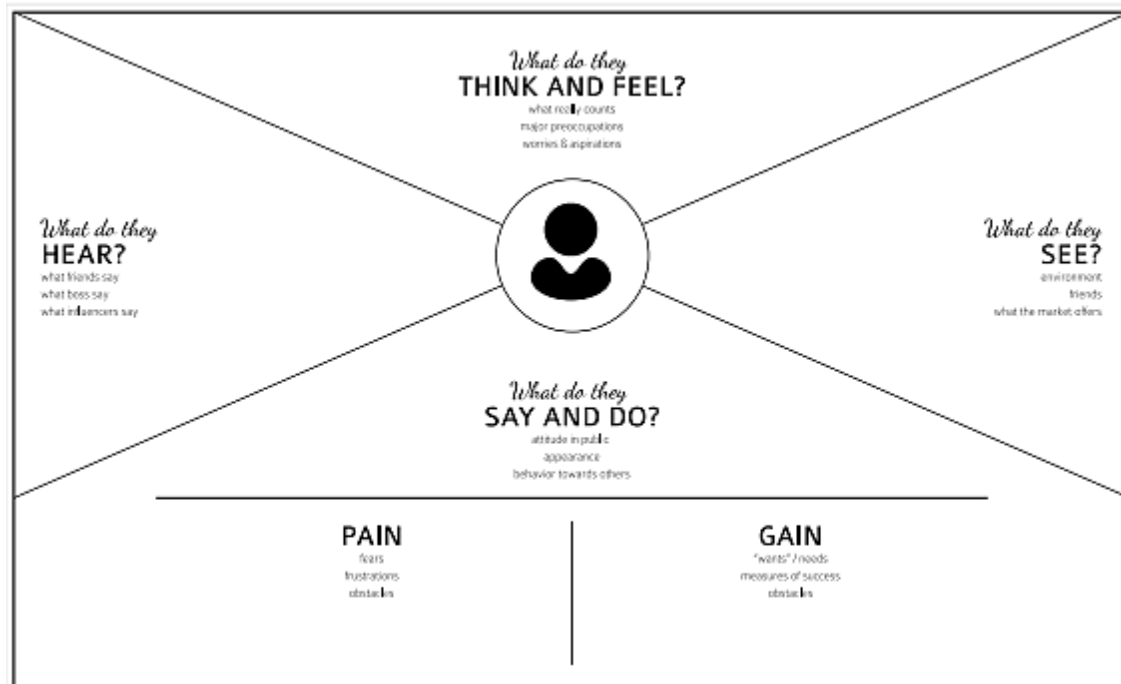 What do they
THINK AND FEEL?
what really counts
major preoccupations
worries & aspirations
What do they
HEAR?
what friends say
what boss say
what influencers say
What do they
SEE?
environment
friends
what the market offers
What do they
SAY AND DO?
attitude in public
appearance
behavior towards others
PAIN
fears
frustrations
obstacles
GAIN
"wants" / needs
measures of success
obstacles